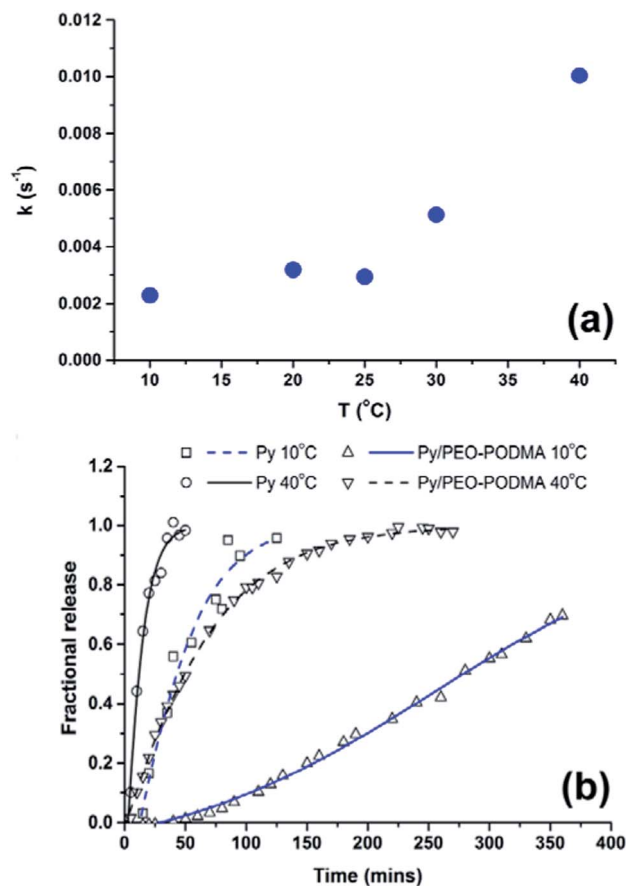 0.012
0.010
0.008
0.006
0.004
0.002
0.000
k (s⁻¹)
10 15 20 25 30 35 40
T (°C)
(a)
Py 10°C Py/PEO-PODMA 10°C
Py 40°C Py/PEO-PODMA 40°C
1.2
1.0
0.8
0.6
0.4
0.2
0.0
Fractional release
0 50 100 150 200 250 300 350 400
Time (mins)
(b)